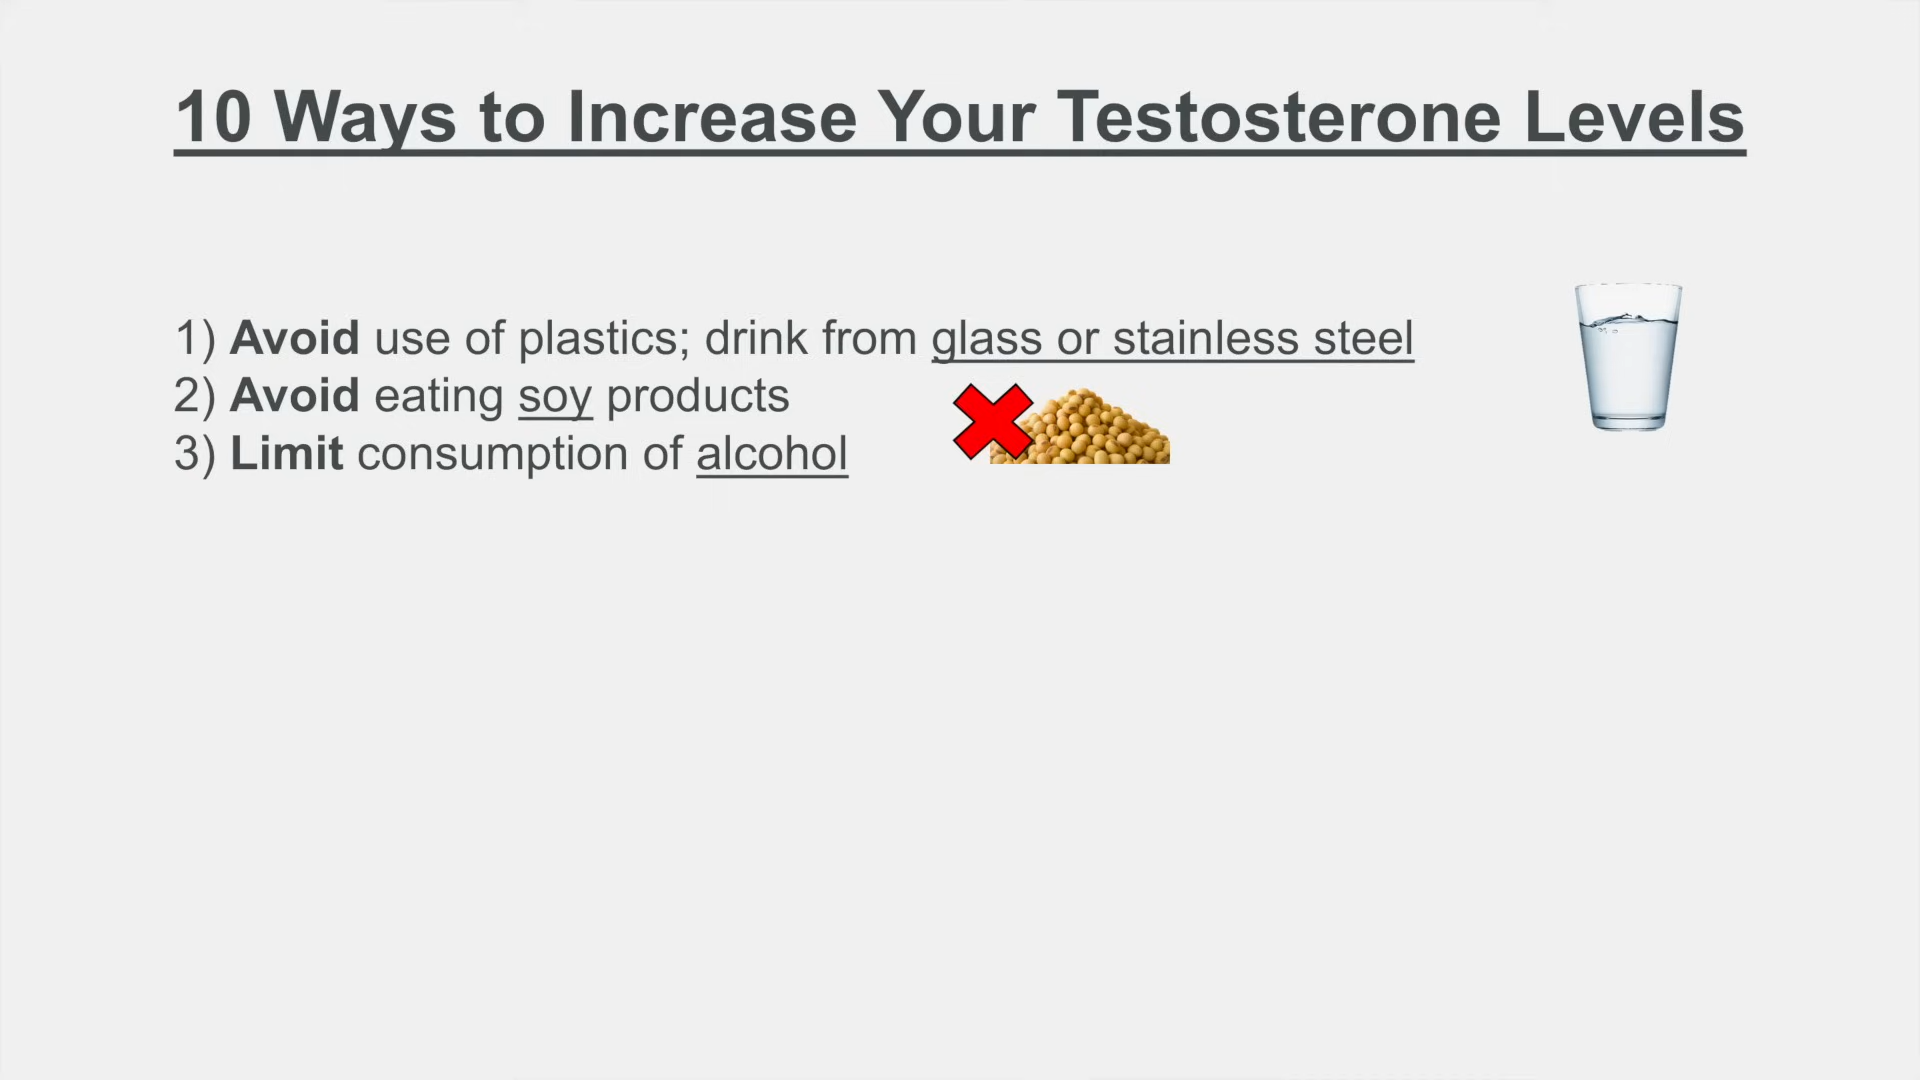 10 Ways to Increase Your Testosterone Levels
1) Avoid use of plastics; drink from glass or stainless steel
2) Avoid eating soy products
3) Limit consumption of alcohol